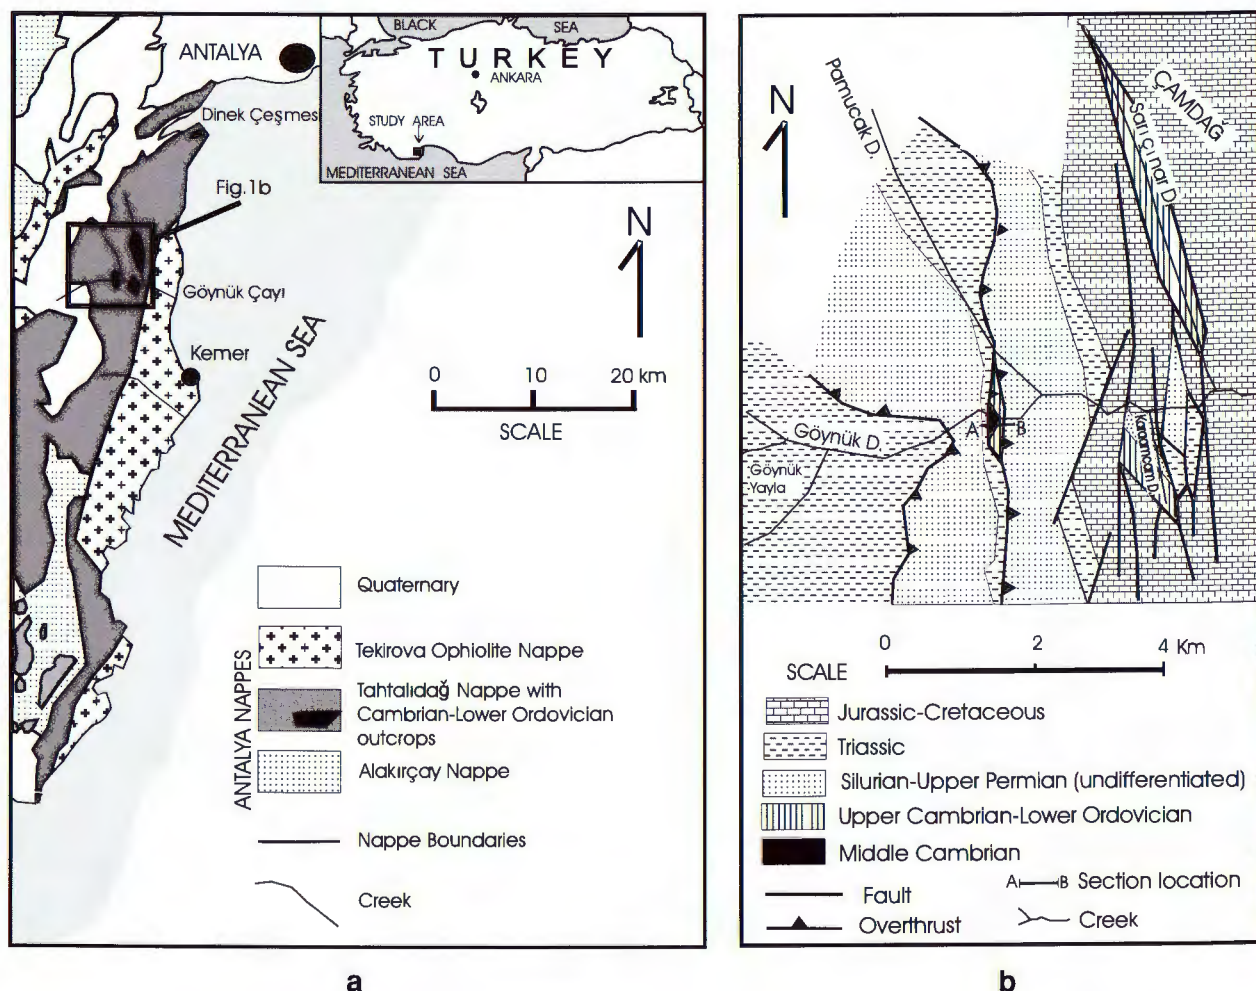 ANTALYA
Dinek Çeşmesi
Fig.1b
Göynük Çayı
Kemer
MEDITERRANEAN SEA
BLACK SEA
TURKEY
ANKARA
STUDY AREA
MEDITERRANEAN SEA
N
0 10 20 km
SCALE
ANTALYA NAPPES
Quaternary
Tekirova Ophiolite Nappe
Tahtalıdağ Nappe with
Cambrian-Lower Ordovician
outcrops
Alakırçay Nappe
Nappe Boundaries
Creek
a
N
Pamucak D.
ÇAMDAĞ
Sarı Çınar D.
A B
Göynük D.
Göynük
Yayla
0 2 4 Km
SCALE
Jurassic-Cretaceous
Triassic
Silurian-Upper Permian (undifferentiated)
Upper Cambrian-Lower Ordovician
Middle Cambrian
Fault
A B Section location
Overthrust
Creek
b